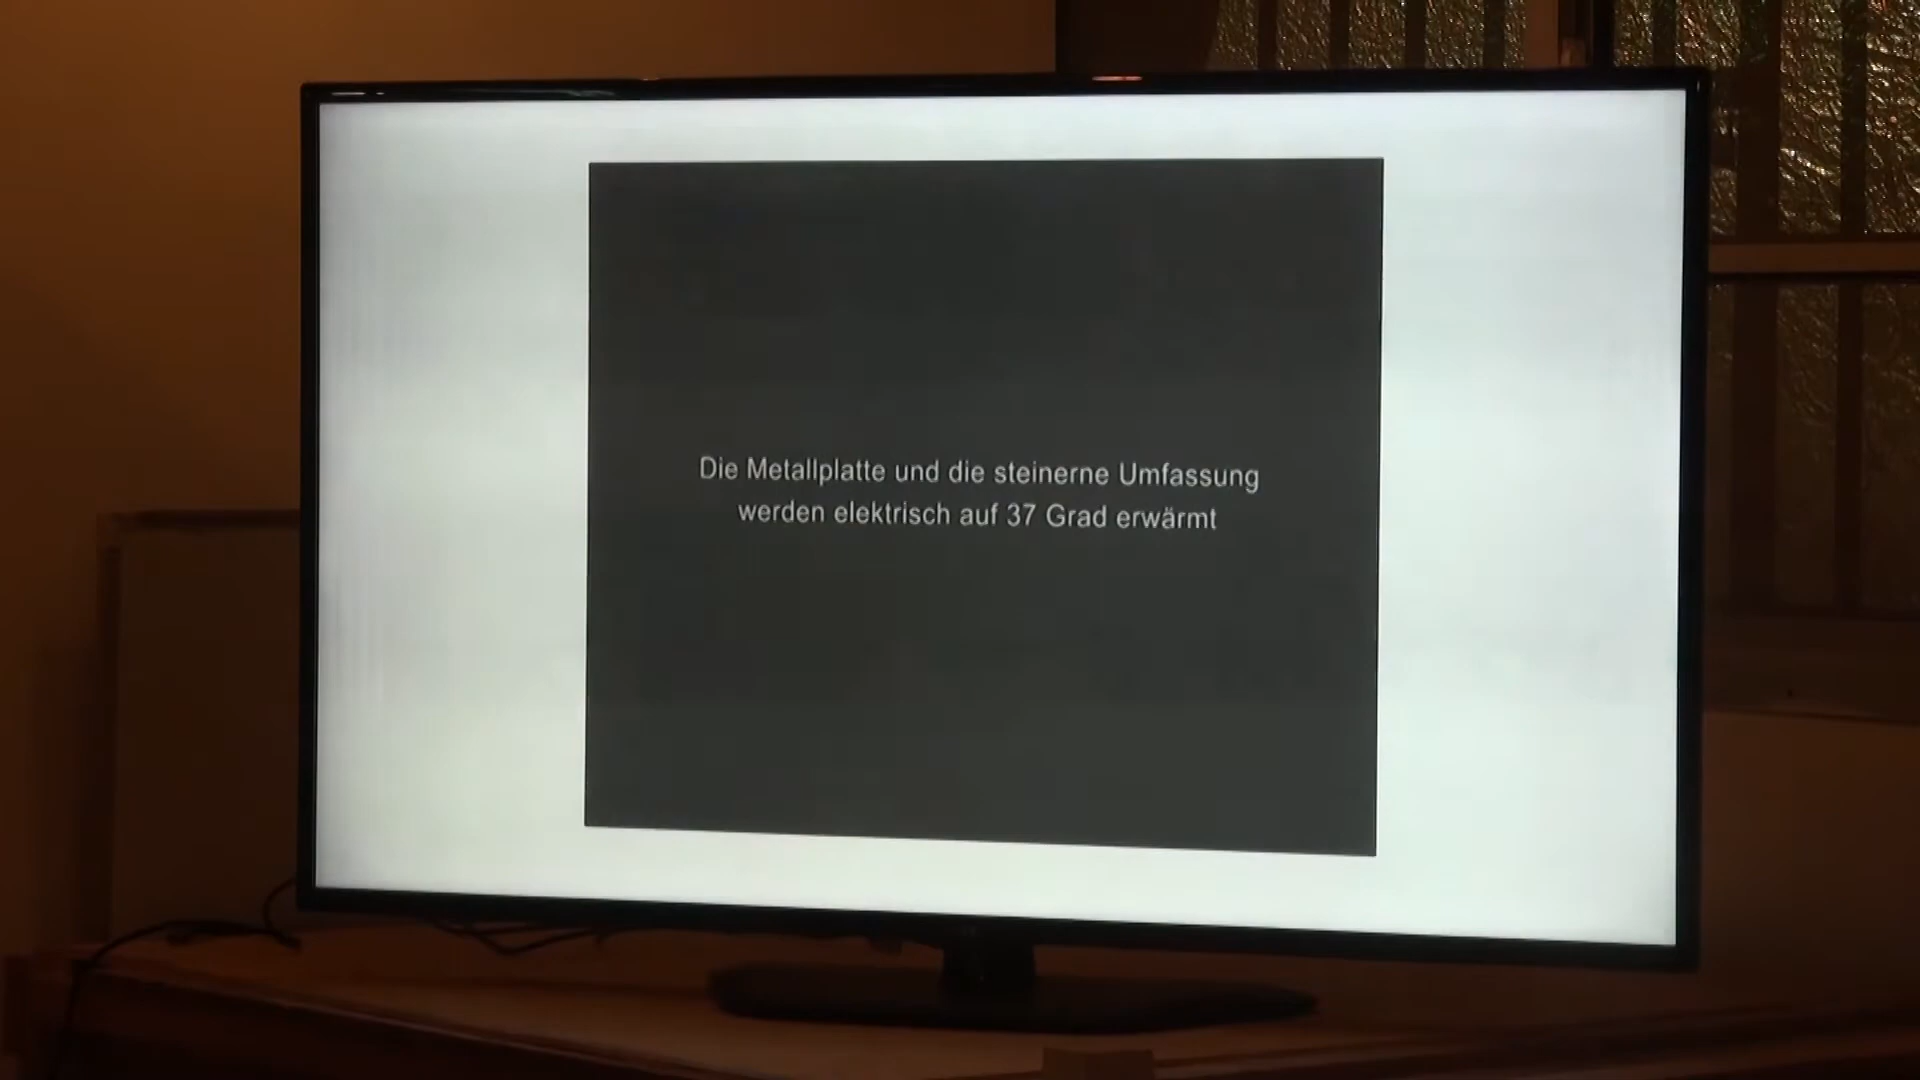 Die Metallplatte und die steinerne Umfassung
werden elektrisch auf 37 Grad erwärmt